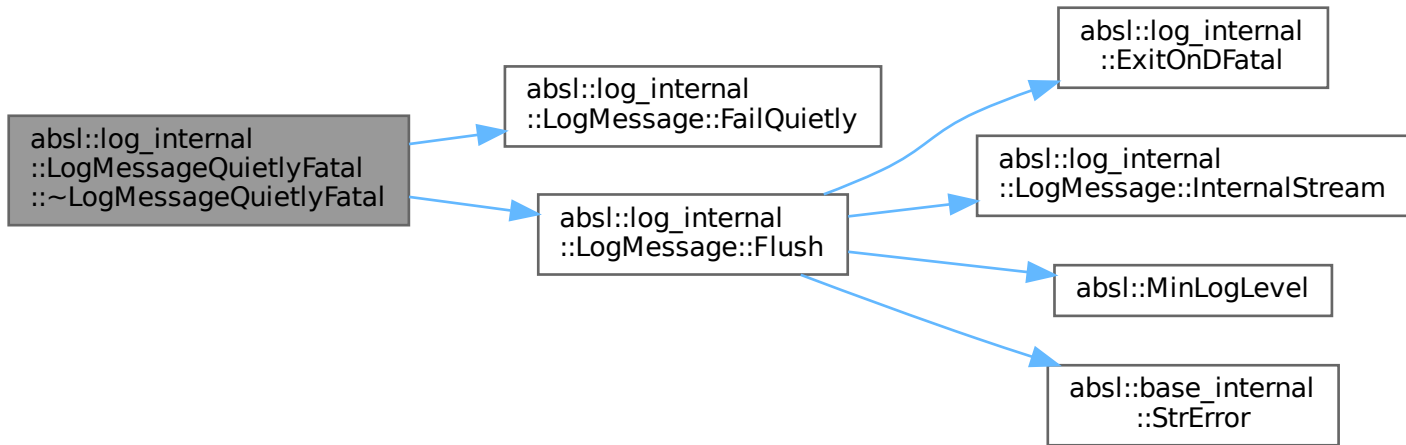 absl::log_internal
::LogMessageQuietlyFatal
::~LogMessageQuietlyFatal
absl::log_internal
::LogMessage::FailQuietly
absl::log_internal
::LogMessage::Flush
absl::log_internal
::ExitOnDFatal
absl::log_internal
::LogMessage::InternalStream
absl::MinLogLevel
absl::base_internal
::StrError